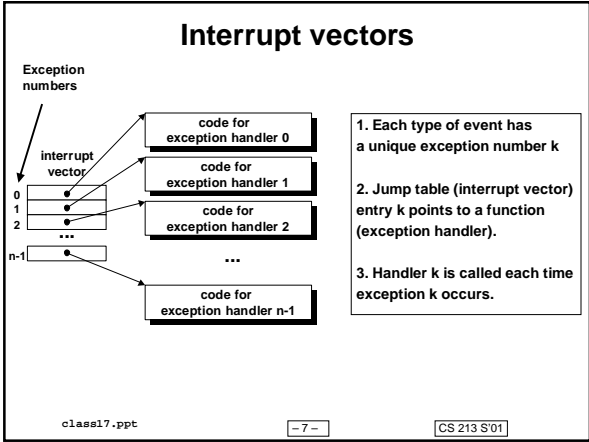 Interrupt vectors
Exception
numbers
interrupt
vector
0
1
2
...
n-1
code for
exception handler 0
code for
exception handler 1
code for
exception handler 2
...
code for
exception handler n-1
1. Each type of event has
a unique exception number k
2. Jump table (interrupt vector)
entry k points to a function
(exception handler).
3. Handler k is called each time
exception k occurs.
class17.ppt
– 7 –
CS 213 S'01